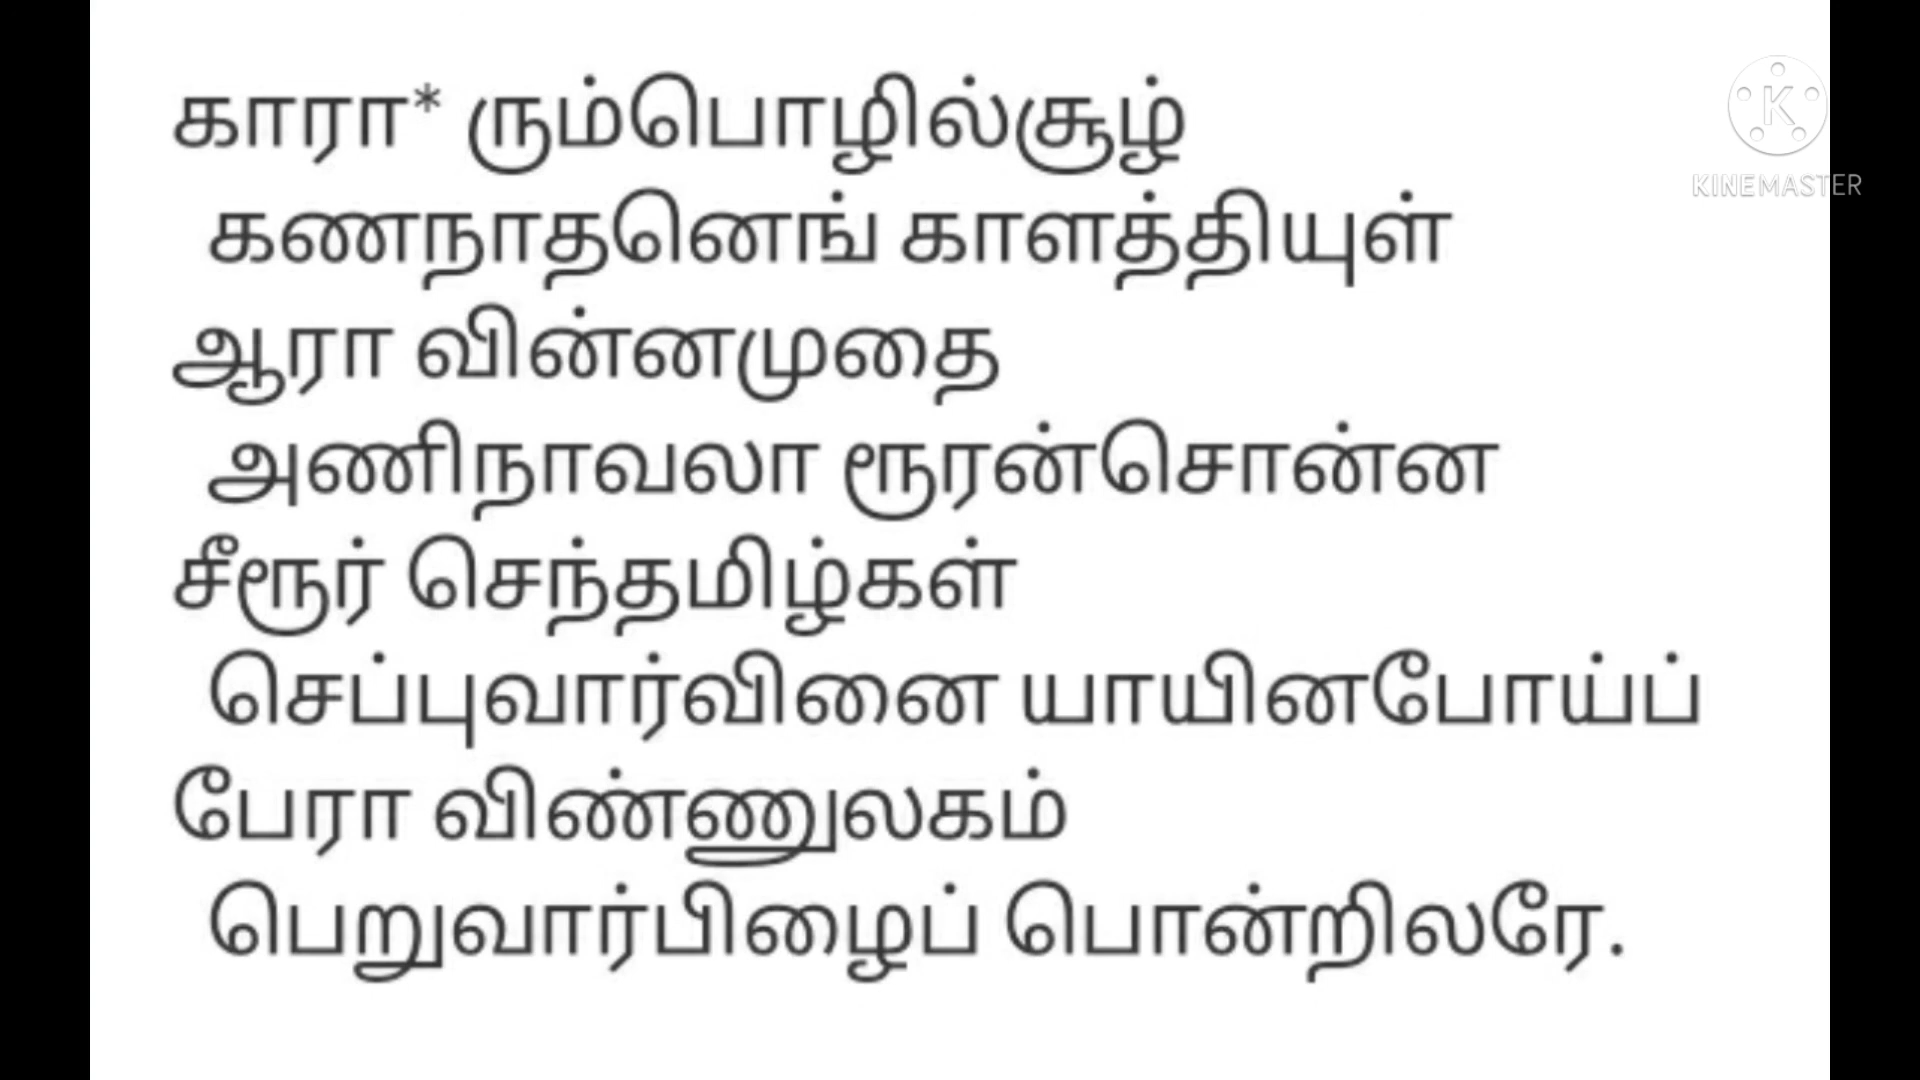 காரா* ரும்பொழில்சூழ்
கணநாதனெங் காளத்தியுள்
ஆரா வின்னமுதை
அணிநாவலா ரூரன்சொன்ன
சீரூர் செந்தமிழ்கள்
செப்புவார்வினை யாயினபோய்ப்
பேரா விண்ணுலகம்
பெறுவார்பிழைப் பொன்றிலரே.
K
KINEMASTER